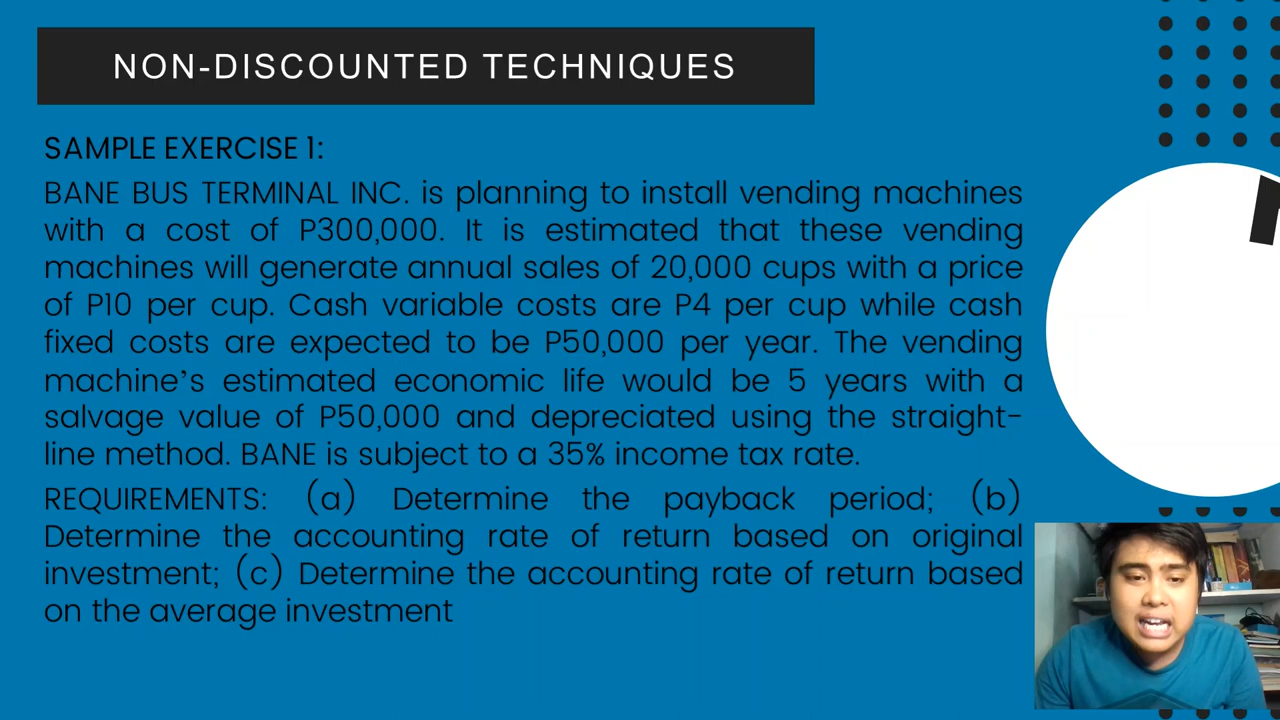 NON-DISCOUNTED TECHNIQUES
SAMPLE EXERCISE 1:
BANE BUS TERMINAL INC. is planning to install vending machines
with a cost of P300,000. It is estimated that these vending
machines will generate annual sales of 20,000 cups with a price
of P10 per cup. Cash variable costs are P4 per cup while cash
fixed costs are expected to be P50,000 per year. The vending
machine's estimated economic life would be 5 years with a
salvage value of P50,000 and depreciated using the straight-
line method. BANE is subject to a 35% income tax rate.
REQUIREMENTS: (a) Determine the payback period; (b)
Determine the accounting rate of return based on original
investment; (c) Determine the accounting rate of return based
on the average investment